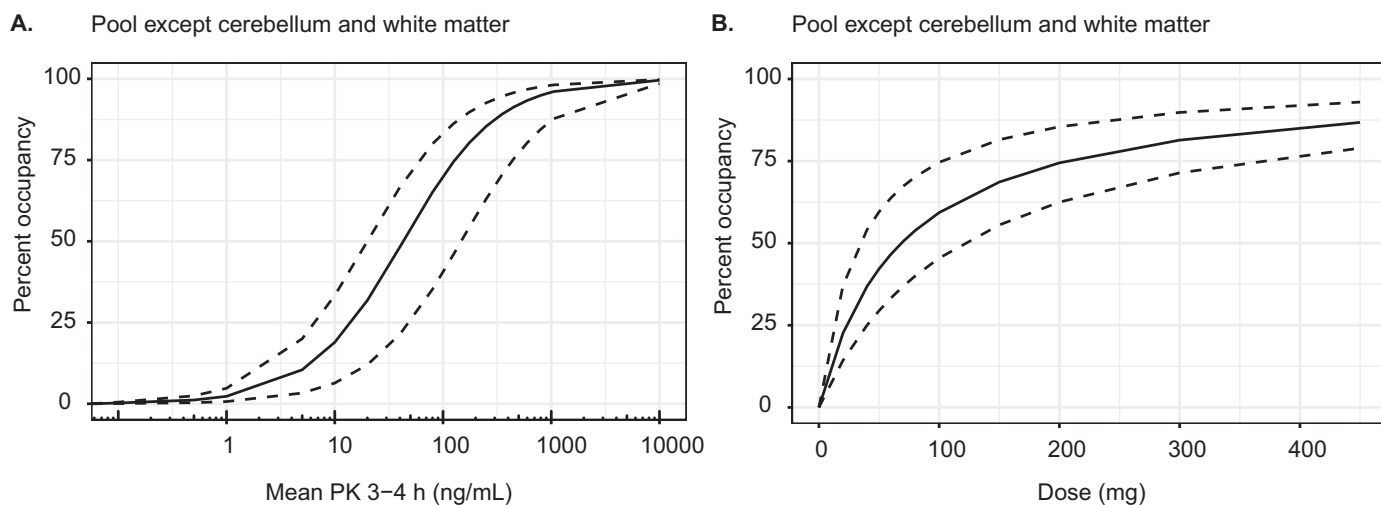 A. Pool except cerebellum and white matter
100
75
50
25
0
Percent occupancy
1 10 100 1000 10000
Mean PK 3−4 h (ng/mL)
B. Pool except cerebellum and white matter
100
75
50
25
0
Percent occupancy
0 100 200 300 400
Dose (mg)